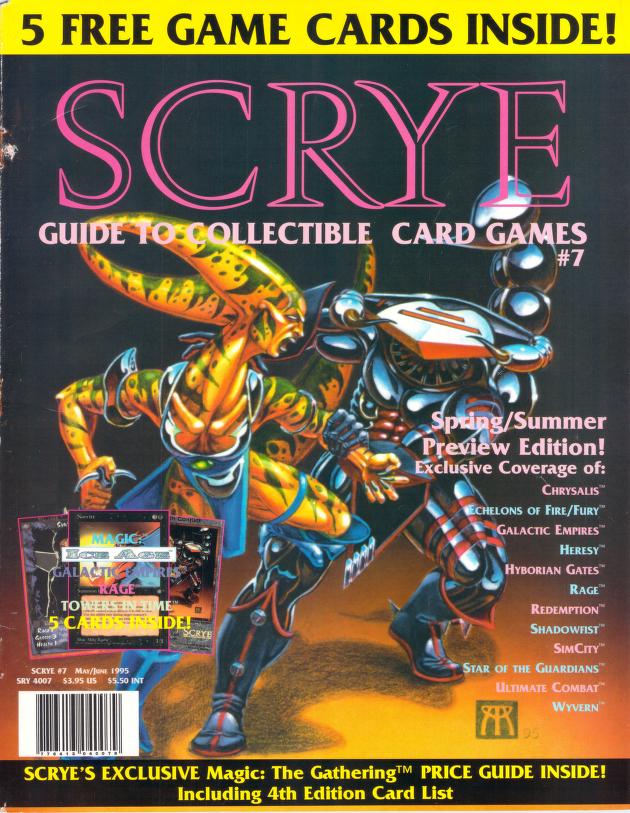 5 FREE GAME CARDS INSIDE!
SCRYE
GUIDE TO COLLECTIBLE CARD GAMES
#7
Spring/Summer
Preview Edition!
Exclusive Coverage of:
CHRYSALIS™
ECHELONS OF FIRE/FURY™
GALACTIC EMPIRES™
HERESY™
HYBORIAN GATES™
RAGE™
REDEMPTION™
SHADOWFIST™
SIMCITY™
STAR OF THE GUARDIANS™
ULTIMATE COMBAT™
WYVERN™
MAGIC:
ICE AGE
GALACTIC EMPIRES
RAGE
TOWERS IN TIME™
5 CARDS INSIDE!
SCRYE
SCRYE #7 MAY/JUNE 1995
SRY 4007 $3.95 US $5.50 INT
95
SCRYE'S EXCLUSIVE Magic: The Gathering™ PRICE GUIDE INSIDE!
Including 4th Edition Card List